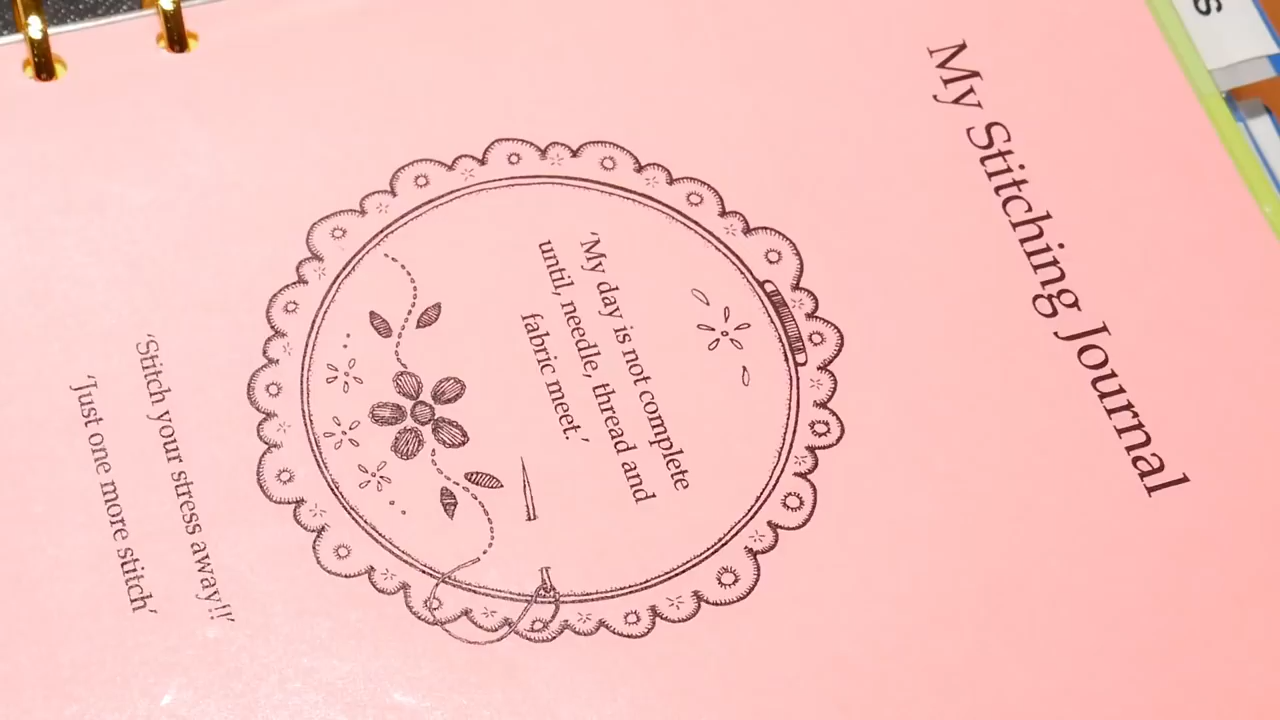 My Stitching Journal
'My day is not complete
until, needle, thread and
fabric meet.'
'Stitch your stress away!!'
'Just one more stitch'